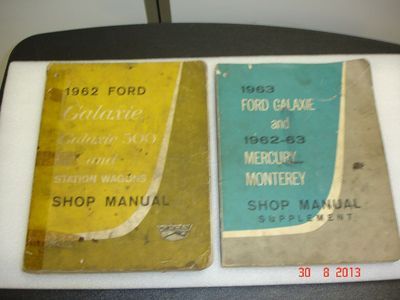 1962 FORD
Galaxie
Galaxie 500
and
STATION WAGONS
SHOP MANUAL
1963
FORD GALAXIE
and
1962-63
MERCURY
MONTEREY
SHOP MANUAL
SUPPLEMENT
30 8 2013